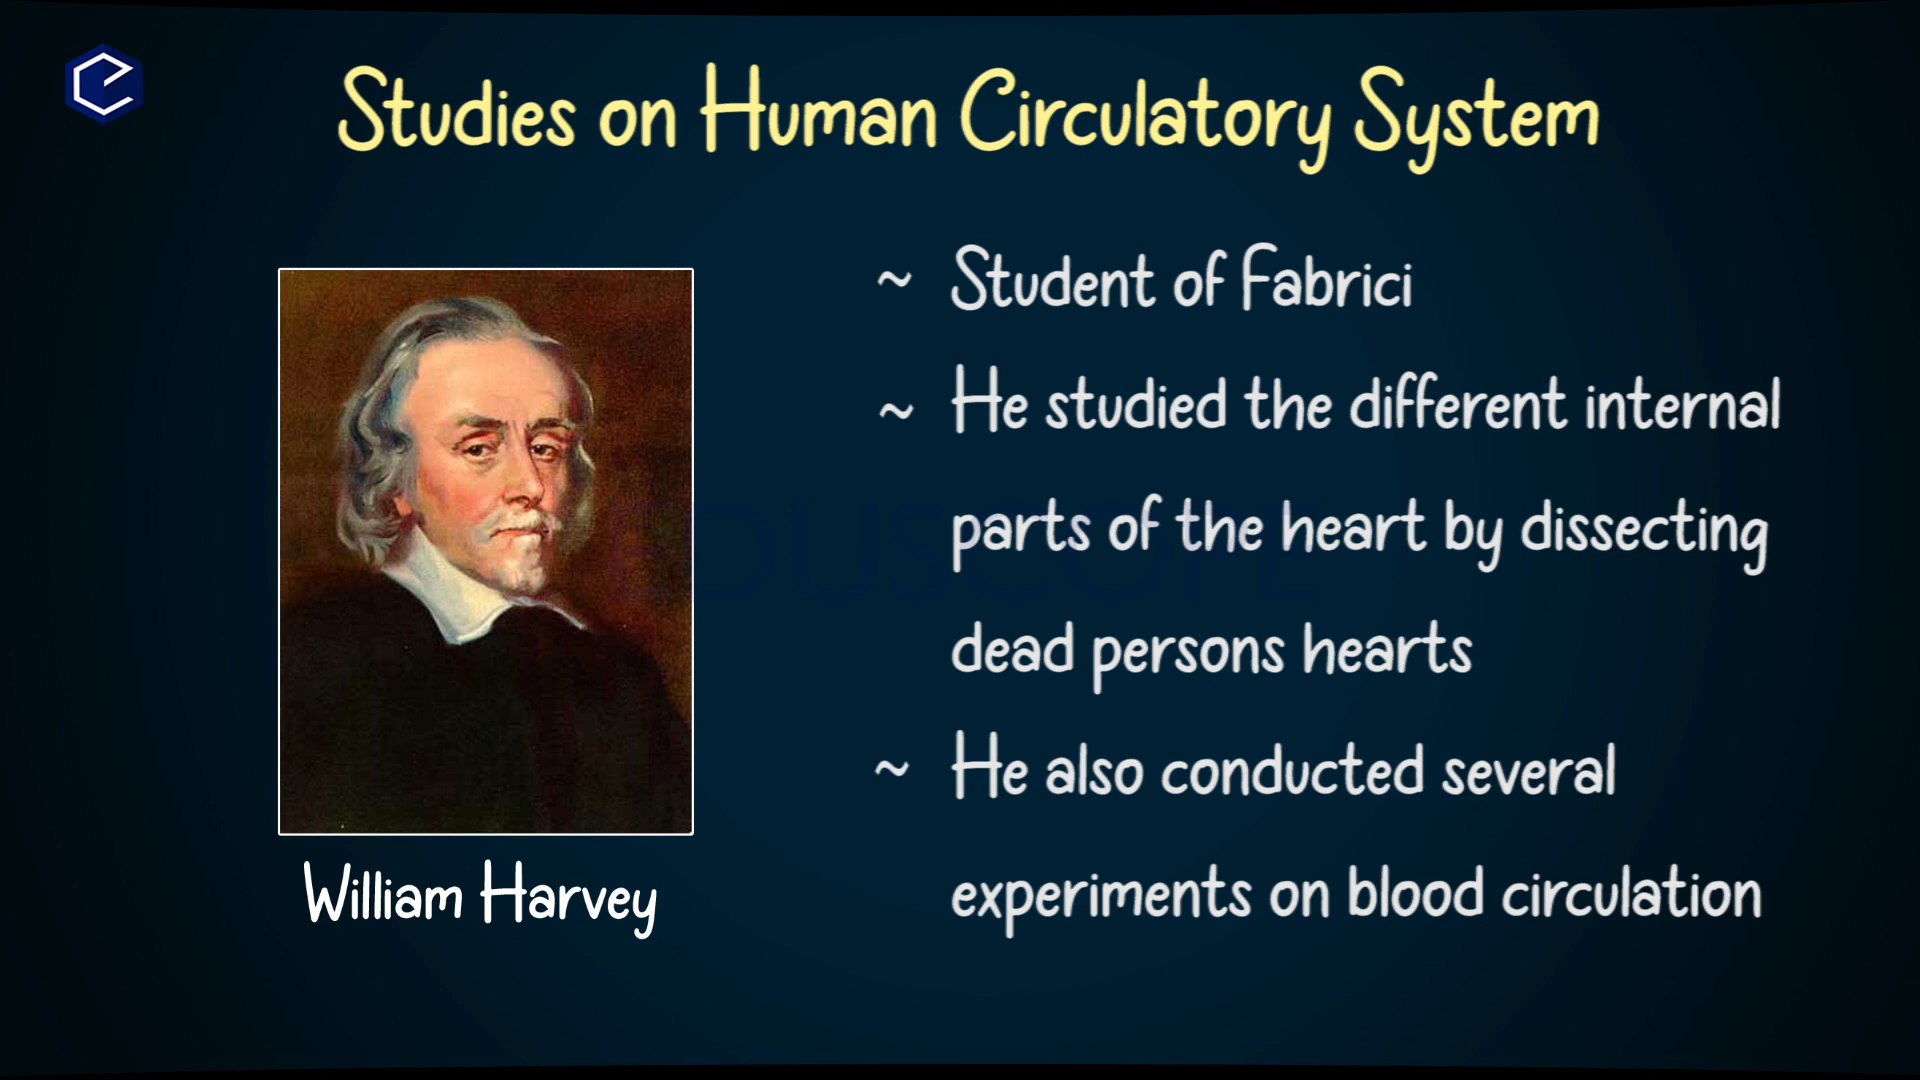 Studies on Human Circulatory System
~ Student of Fabrici
~ He studied the different internal
parts of the heart by dissecting
dead persons hearts
~ He also conducted several
experiments on blood circulation
William Harvey